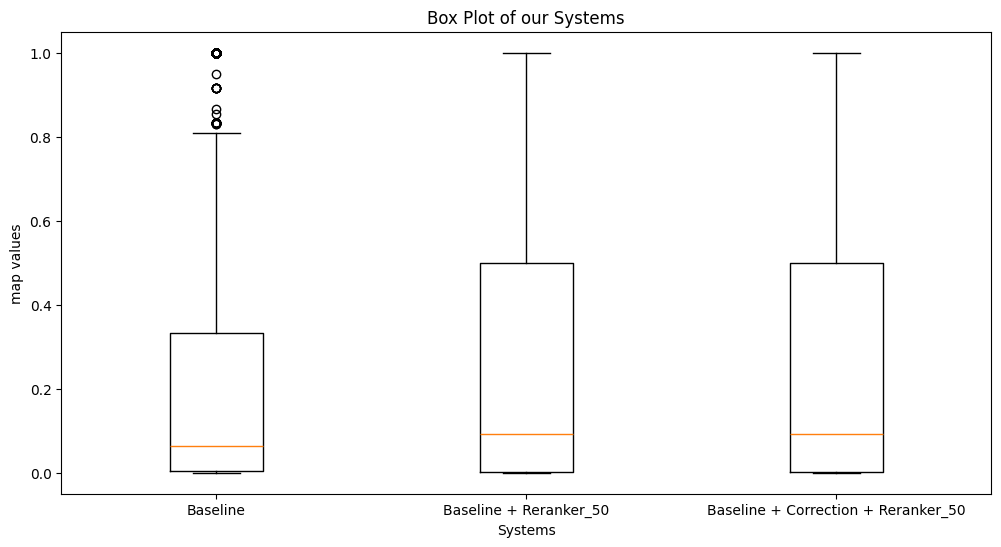 Box Plot of our Systems
map values
1.0
0.8
0.6
0.4
0.2
0.0
Baseline
Baseline + Reranker_50
Baseline + Correction + Reranker_50
Systems